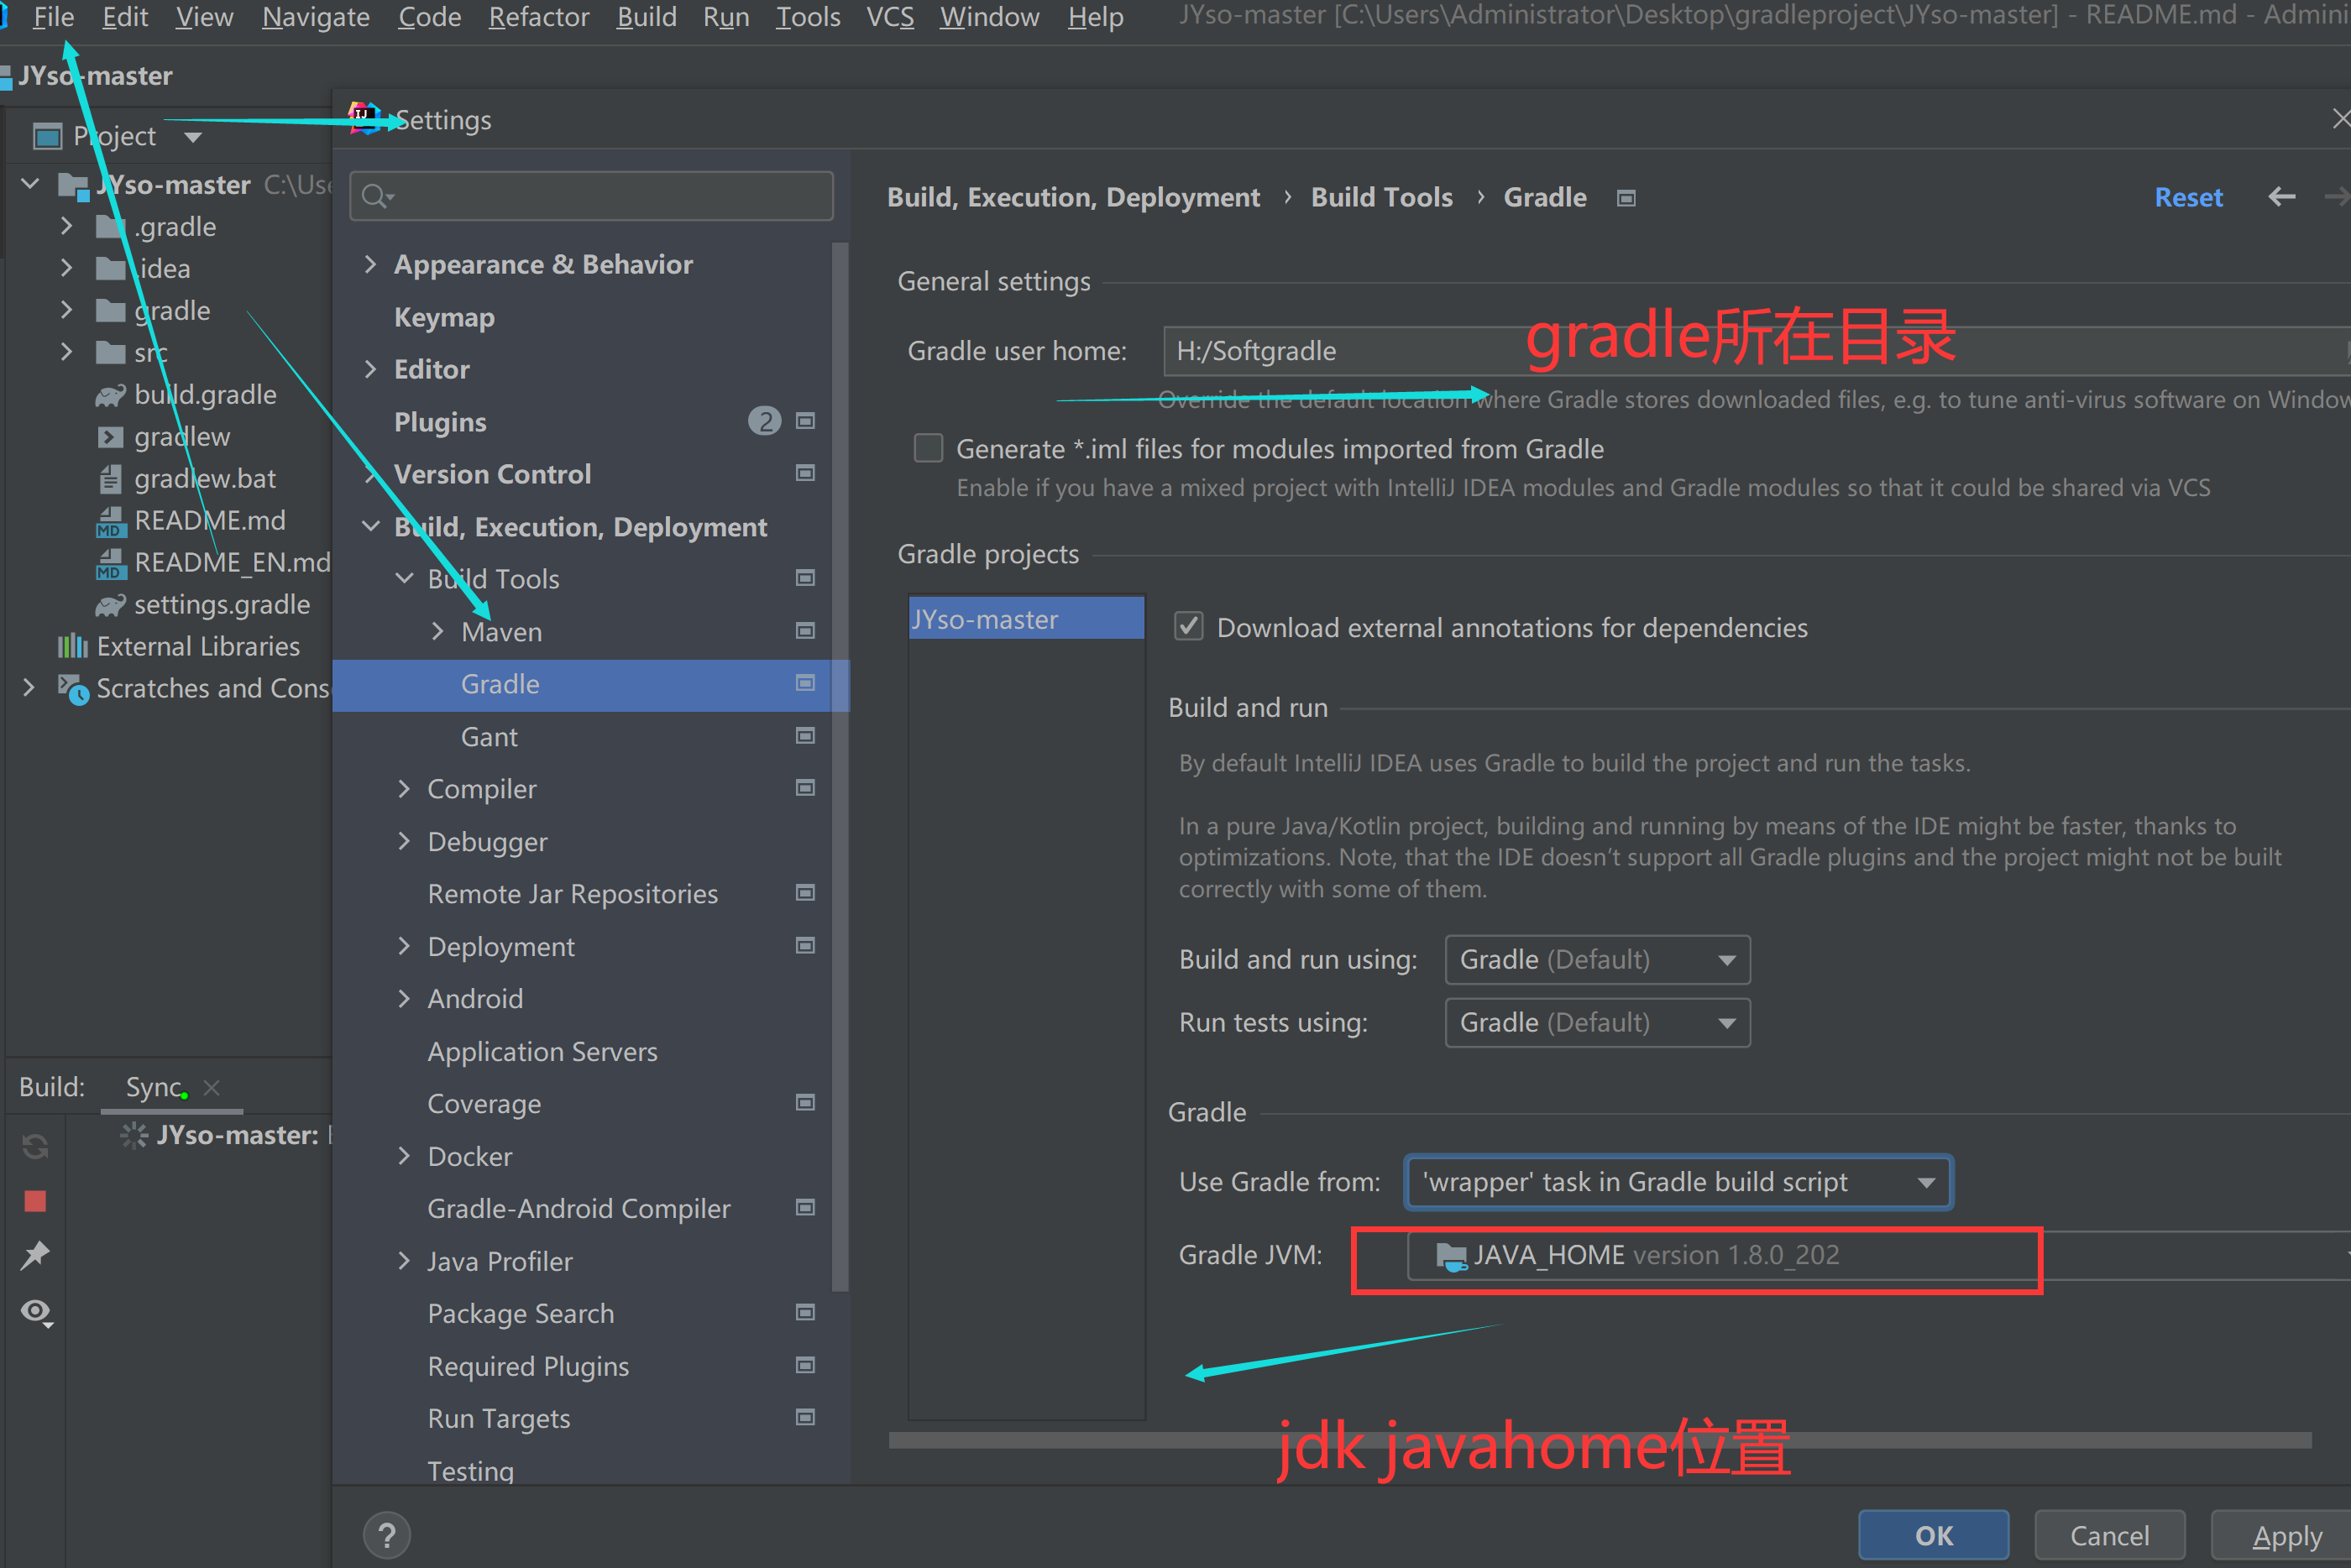 File Edit View Navigate Code Refactor Build Run Tools VCS Window Help JYso-master [C:\Users\Administrator\Desktop\gradleproject\JYso-master] - README.md - Admini
JYso-master
Project
JYso-master C:\Use
.gradle
.idea
gradle
src
build.gradle
gradlew
gradlew.bat
README.md
README_EN.md
settings.gradle
External Libraries
Scratches and Cons
Build: Sync
JYso-master:
Settings
Appearance & Behavior
Keymap
Editor
Plugins 2
Version Control
Build, Execution, Deployment
Build Tools
Maven
Gradle
Gant
Compiler
Debugger
Remote Jar Repositories
Deployment
Android
Application Servers
Coverage
Docker
Gradle-Android Compiler
Java Profiler
Package Search
Required Plugins
Run Targets
Testing
Build, Execution, Deployment › Build Tools › Gradle Reset
General settings
Gradle user home: H:/Softgradle
gradle所在目录
Override the default location where Gradle stores downloaded files, e.g. to tune anti-virus software on Window
Generate *.iml files for modules imported from Gradle
Enable if you have a mixed project with IntelliJ IDEA modules and Gradle modules so that it could be shared via VCS
Gradle projects
JYso-master
Download external annotations for dependencies
Build and run
By default IntelliJ IDEA uses Gradle to build the project and run the tasks.
In a pure Java/Kotlin project, building and running by means of the IDE might be faster, thanks to
optimizations. Note, that the IDE doesn't support all Gradle plugins and the project might not be built
correctly with some of them.
Build and run using: Gradle (Default)
Run tests using: Gradle (Default)
Gradle
Use Gradle from: 'wrapper' task in Gradle build script
Gradle JVM: JAVA_HOME version 1.8.0_202
jdk javahome位置
? OK Cancel Apply